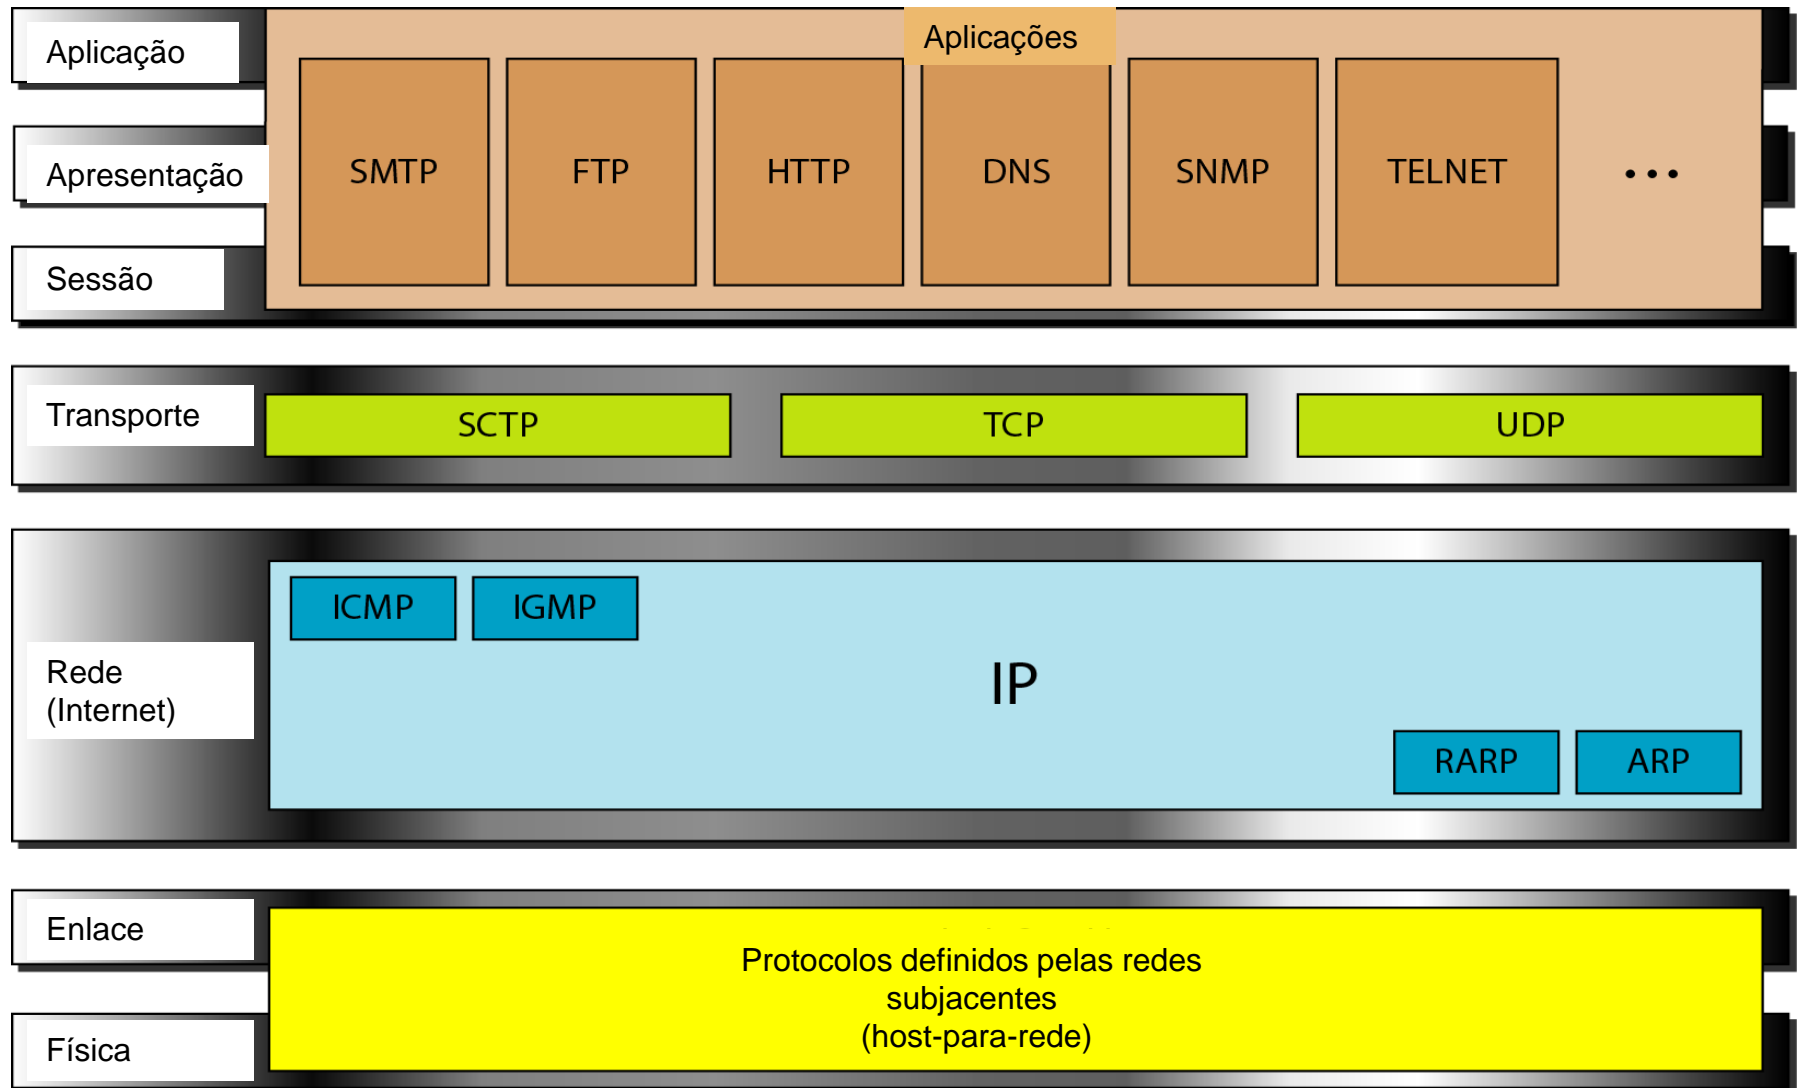 Aplicação
Aplicações
Apresentação
SMTP FTP HTTP DNS SNMP TELNET ...
Sessão
Transporte
SCTP TCP UDP
ICMP IGMP
Rede
(Internet)
IP
RARP ARP
Enlace
Protocolos definidos pelas redes
subjacentes
(host-para-rede)
Física